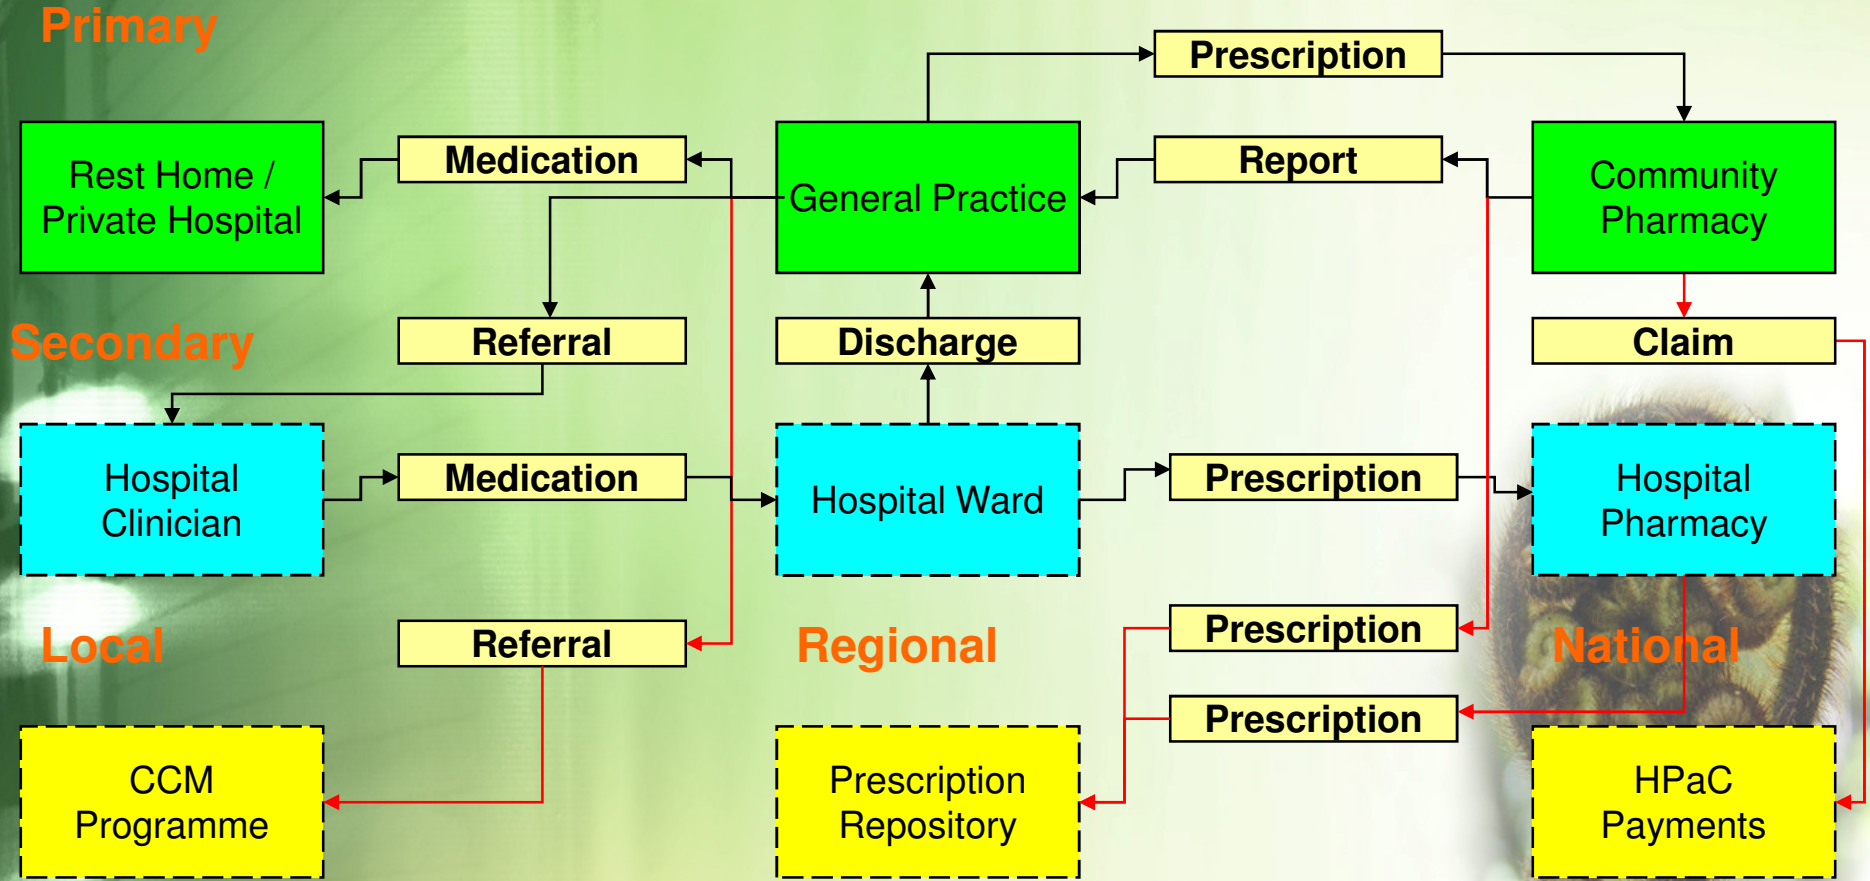 Primary
Prescription
Rest Home /
Private Hospital
Medication
General Practice
Report
Community
Pharmacy
Secondary
Referral
Discharge
Claim
Hospital
Clinician
Medication
Hospital Ward
Prescription
Hospital
Pharmacy
Local
Referral
Regional
Prescription
National
Prescription
CCM
Programme
Prescription
Repository
HPaC
Payments